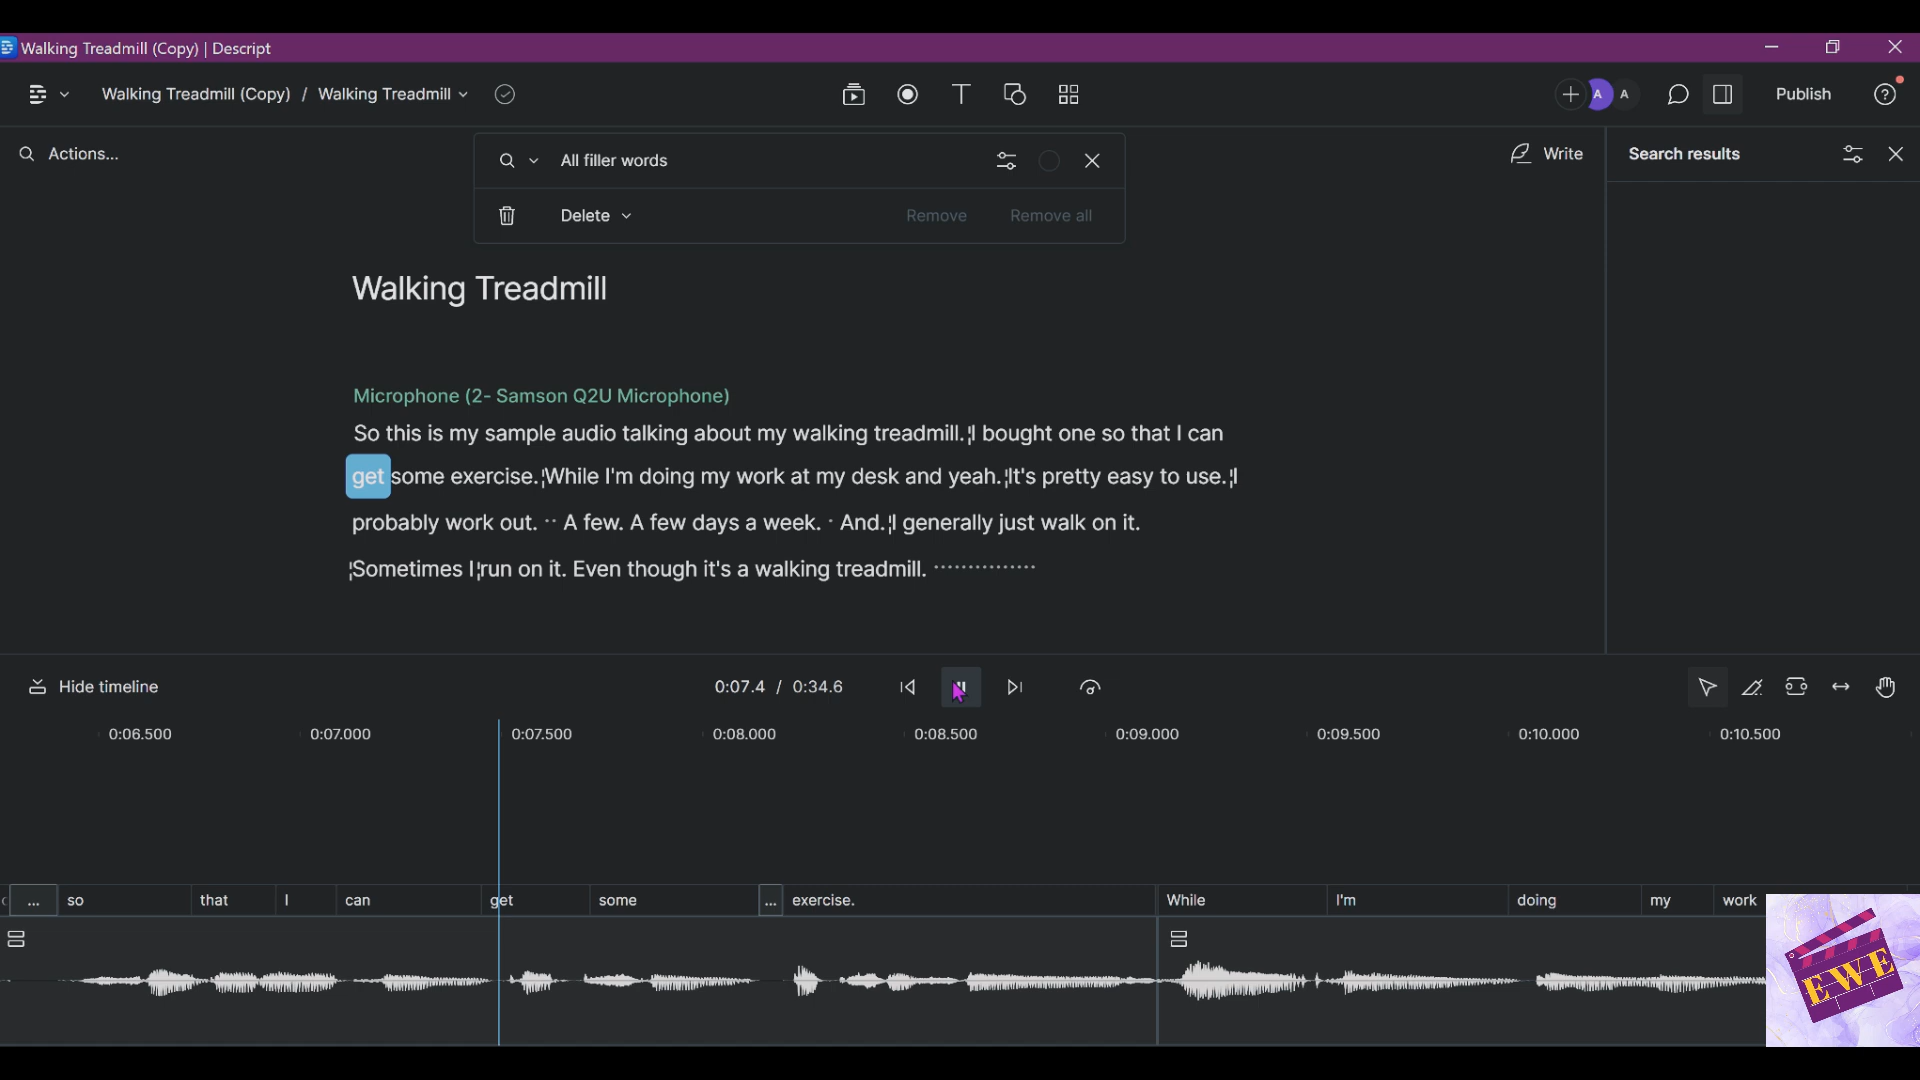 Walking Treadmill (Copy) | Descript
Walking Treadmill (Copy) / Walking Treadmill
A A
Publish
Actions...
All filler words
Write
Search results
Delete
Remove
Remove all
Walking Treadmill
Microphone (2- Samson Q2U Microphone)
So this is my sample audio talking about my walking treadmill. I bought one so that I can
get some exercise. While I'm doing my work at my desk and yeah. It's pretty easy to use. I
probably work out. ·· A few. A few days a week. · And. I generally just walk on it.
Sometimes I run on it. Even though it's a walking treadmill. ···············
Hide timeline
0:07.4 / 0:34.6
0:06.500 0:07.000 0:07.500 0:08.000 0:08.500 0:09.000 0:09.500 0:10.000 0:10.500
... so that I can get some ... exercise. While I'm doing my work
EWE